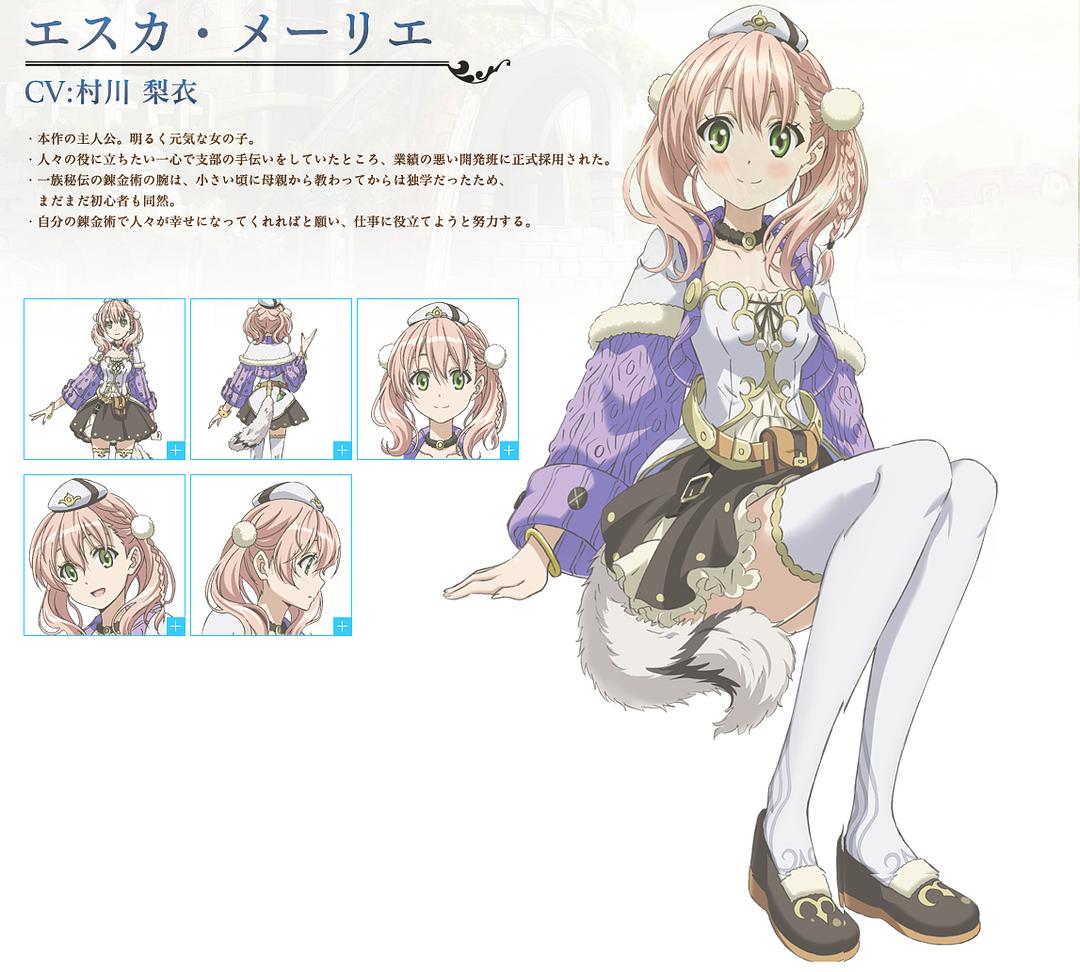 エスカ・メーリエ
CV:村川 梨衣
・本作の主人公。明るく元気な女の子。
・人々の役に立ちたい一心で支部の手伝いをしていたところ、業績の悪い開発班に正式採用された。
・一族秘伝の錬金術の腕は、小さい頃に母親から教わってからは独学だったため、
まだまだ初心者も同然。
・自分の錬金術で人々が幸せになってくれればと願い、仕事に役立てようと努力する。